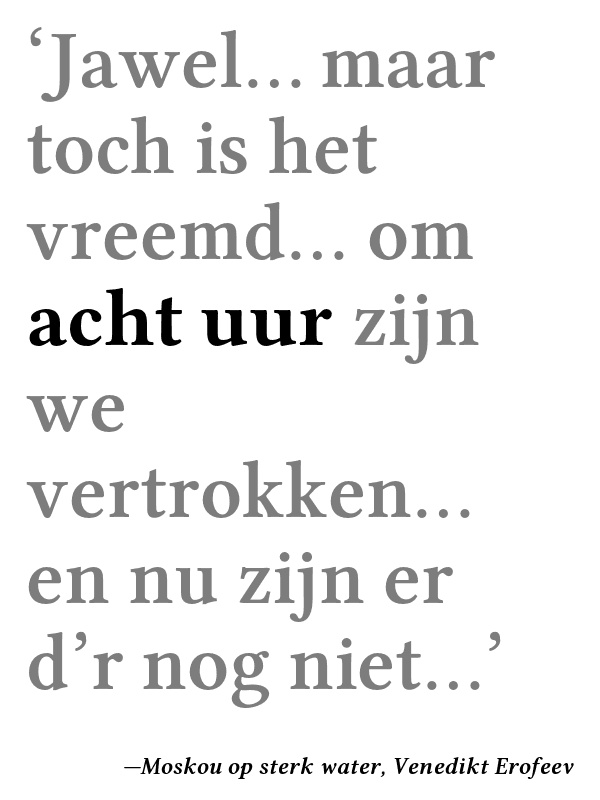 ‘Jawel… maar
toch is het
vreemd… om
acht uur zijn
we
vertrokken…
en nu zijn er
d’r nog niet…’
—Moskou op sterk water, Venedikt Erofeev